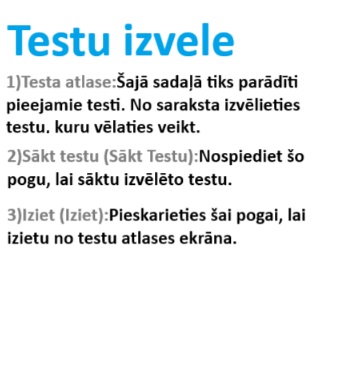 Testu izvele
1)Testa atlase:Šajā sadaļā tiks parādīti
pieejamie testi. No saraksta izvēlieties
testu. kuru vēlaties veikt.
2)Sākt testu (Sākt Testu):Nospiediet šo
pogu, lai sāktu izvēlēto testu.
3)Iziet (Iziet):Pieskarieties šai pogai, lai
izietu no testu atlases ekrāna.